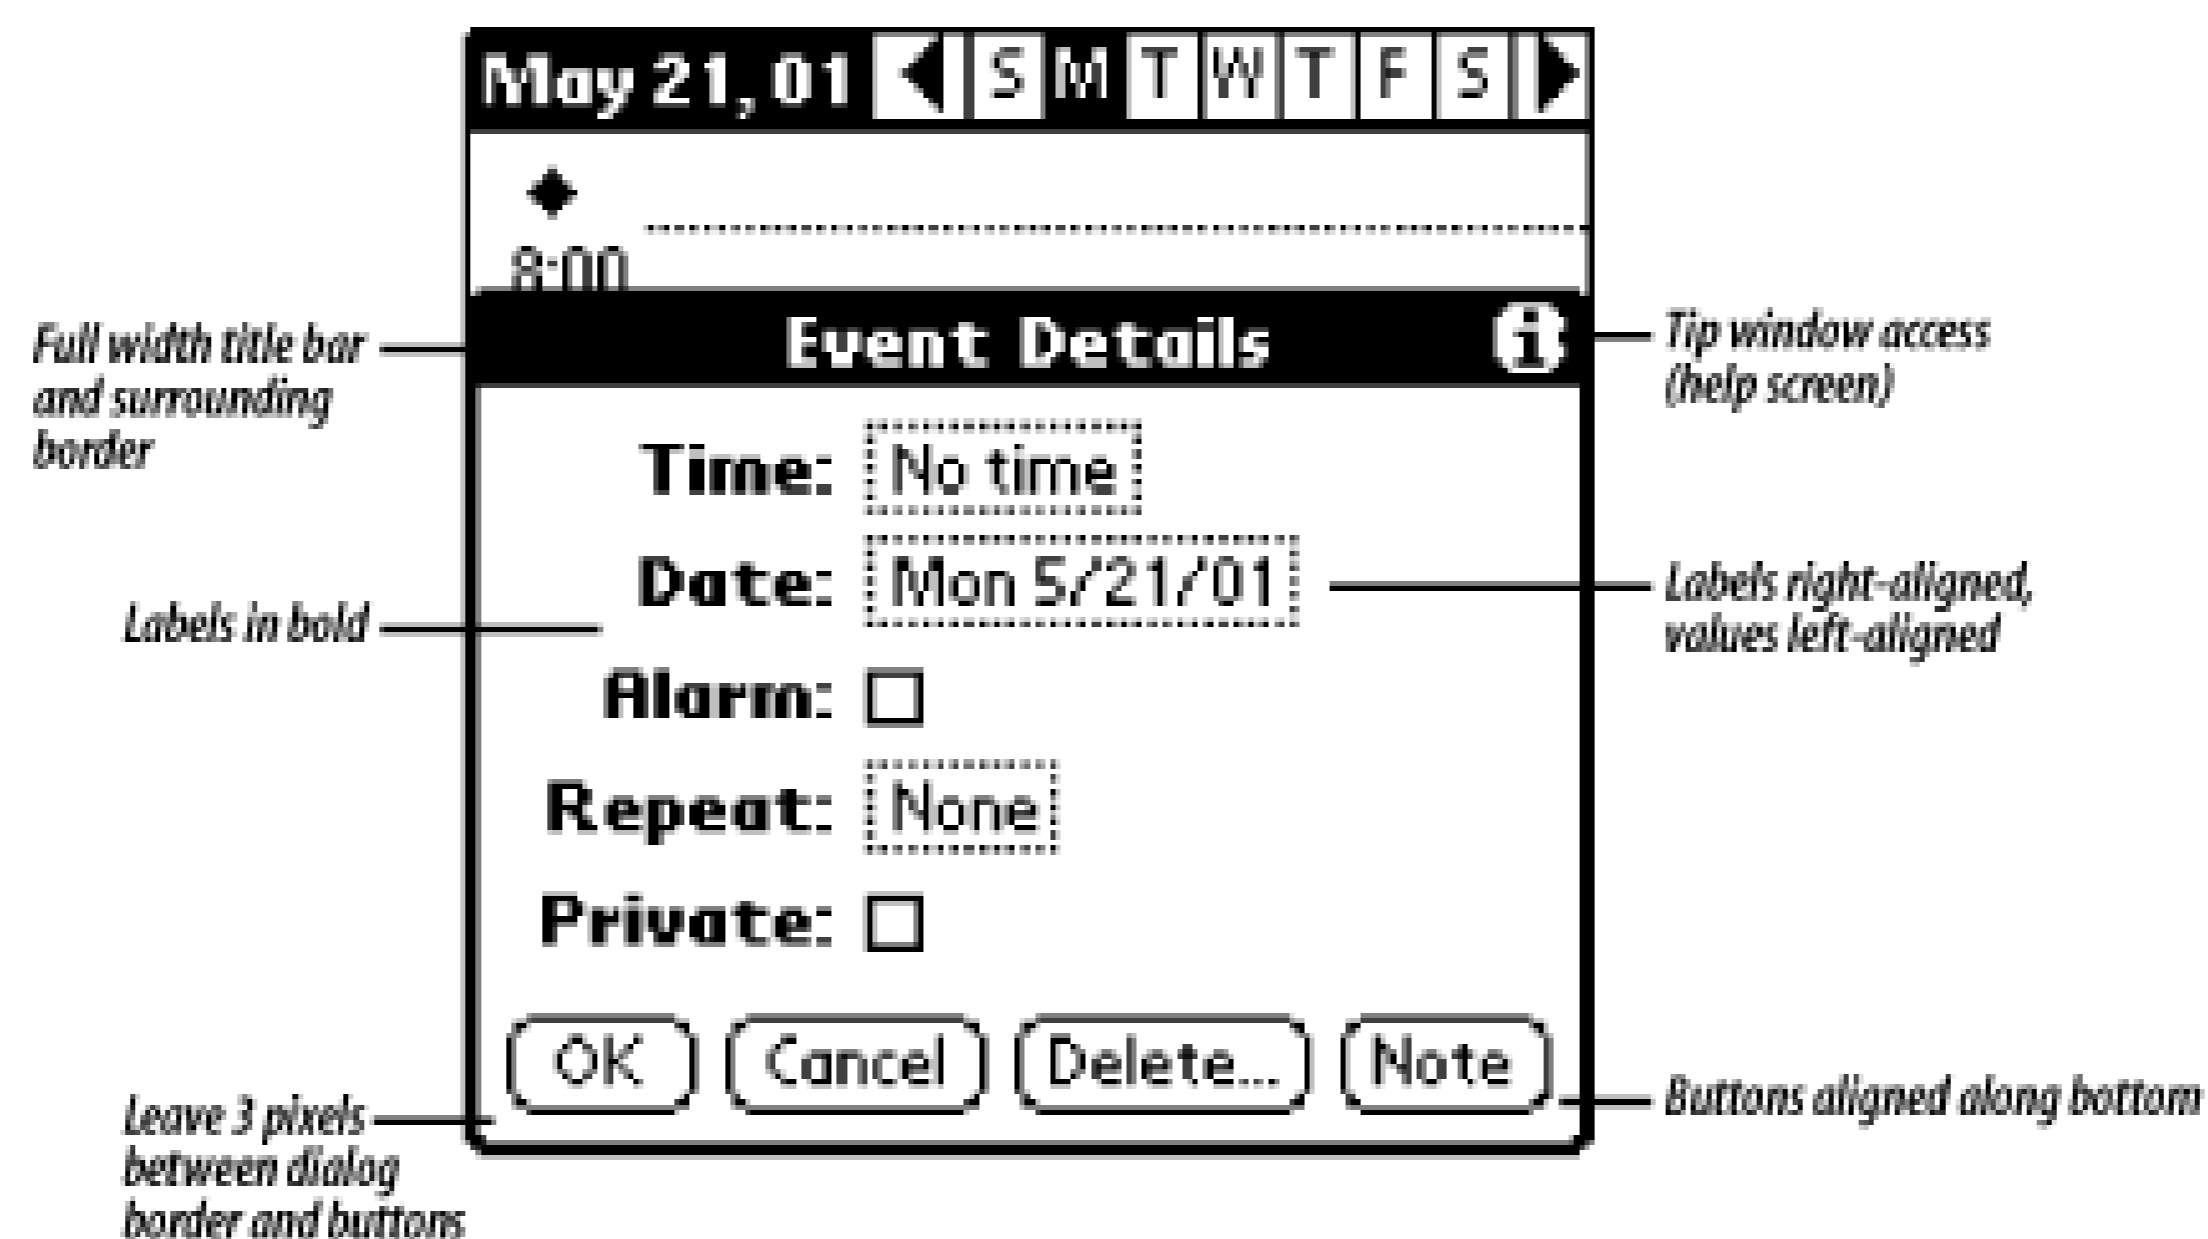 May 21, 01 S M T W T F S
8:00
Event Details i
Full width title bar
and surrounding
border
Tip window access
(help screen)
Time: No time
Date: Mon 5/21/01
Labels right-aligned,
values left-aligned
Labels in bold
Alarm:
Repeat: None
Private:
OK Cancel Delete... Note
Leave 3 pixels
between dialog
border and buttons
Buttons aligned along bottom